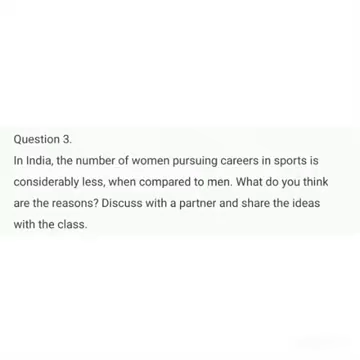 Question 3.
In India, the number of women pursuing careers in sports is
considerably less, when compared to men. What do you think
are the reasons? Discuss with a partner and share the ideas
with the class.